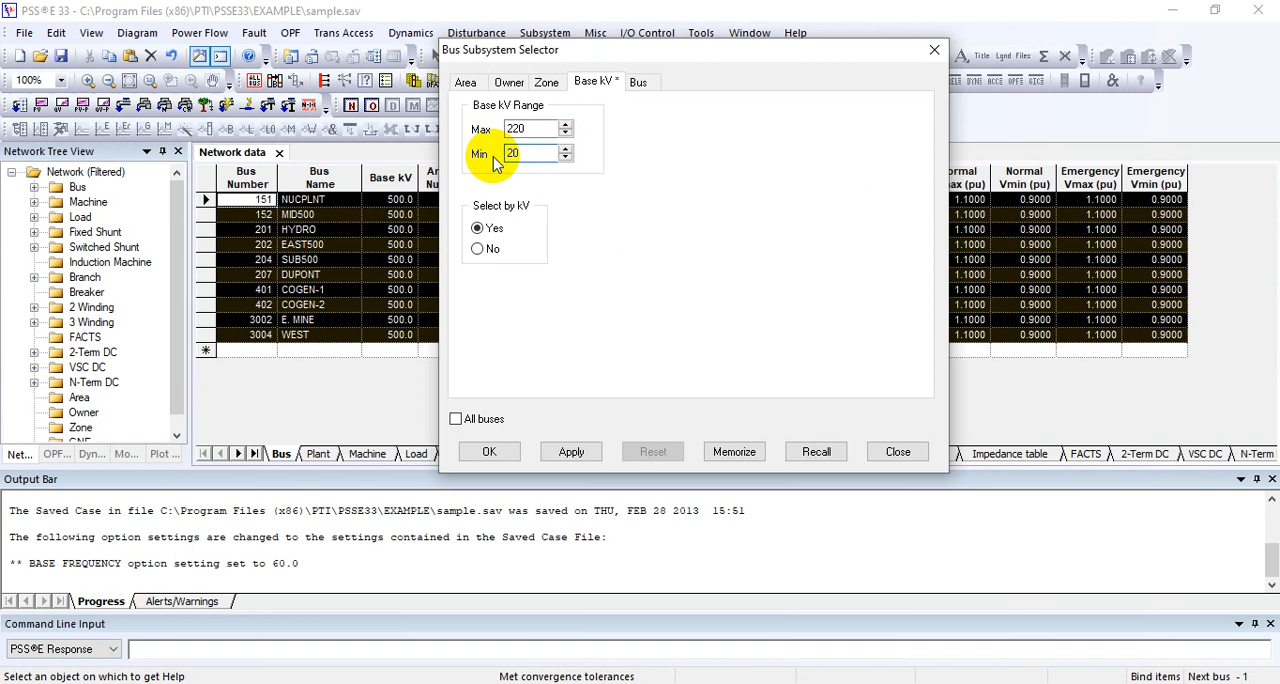 PSS®E 33 - C:\Program Files (x86)\PTI\PSSE33\EXAMPLE\sample.sav
File Edit View Diagram Power Flow Fault OPF Trans Access Dynamics Disturbance Subsystem Misc I/O Control Tools Window Help
Bus Subsystem Selector
100%
Title Lgnd Files
Area Owner Zone Base kV * Bus
Base kV Range
Max 220
Min 20
Select by kV
Yes
No
All buses
OK Apply Reset Memorize Recall Close
Network Tree View
Network (Filtered)
Bus
Machine
Load
Fixed Shunt
Switched Shunt
Induction Machine
Branch
Breaker
2 Winding
3 Winding
FACTS
2-Term DC
VSC DC
N-Term DC
Area
Owner
Zone
Net... OPF... Dyn... Mo... Plot ...
Network data
Bus Number Bus Name Base kV Normal Vmin (pu) Emergency Vmax (pu) Emergency Vmin (pu)
151 NUCPLNT 500.0 1.1000 0.9000 1.1000 0.9000
152 MID500 500.0 1.1000 0.9000 1.1000 0.9000
201 HYDRO 500.0 1.1000 0.9000 1.1000 0.9000
202 EAST500 500.0 1.1000 0.9000 1.1000 0.9000
204 SUB500 500.0 1.1000 0.9000 1.1000 0.9000
207 DUPONT 500.0 1.1000 0.9000 1.1000 0.9000
401 COGEN-1 500.0 1.1000 0.9000 1.1000 0.9000
402 COGEN-2 500.0 1.1000 0.9000 1.1000 0.9000
3002 E. MINE 500.0 1.1000 0.9000 1.1000 0.9000
3004 WEST 500.0 1.1000 0.9000 1.1000 0.9000
Bus Plant Machine Load Impedance table FACTS 2-Term DC VSC DC N-Term
Output Bar
The Saved Case in file C:\Program Files (x86)\PTI\PSSE33\EXAMPLE\sample.sav was saved on THU, FEB 28 2013 15:51
The following option settings are changed to the settings contained in the Saved Case File:
** BASE FREQUENCY option setting set to 60.0
Progress Alerts/Warnings
Command Line Input
PSS®E Response
Select an object on which to get Help Met convergence tolerances Bind items Next bus - 1